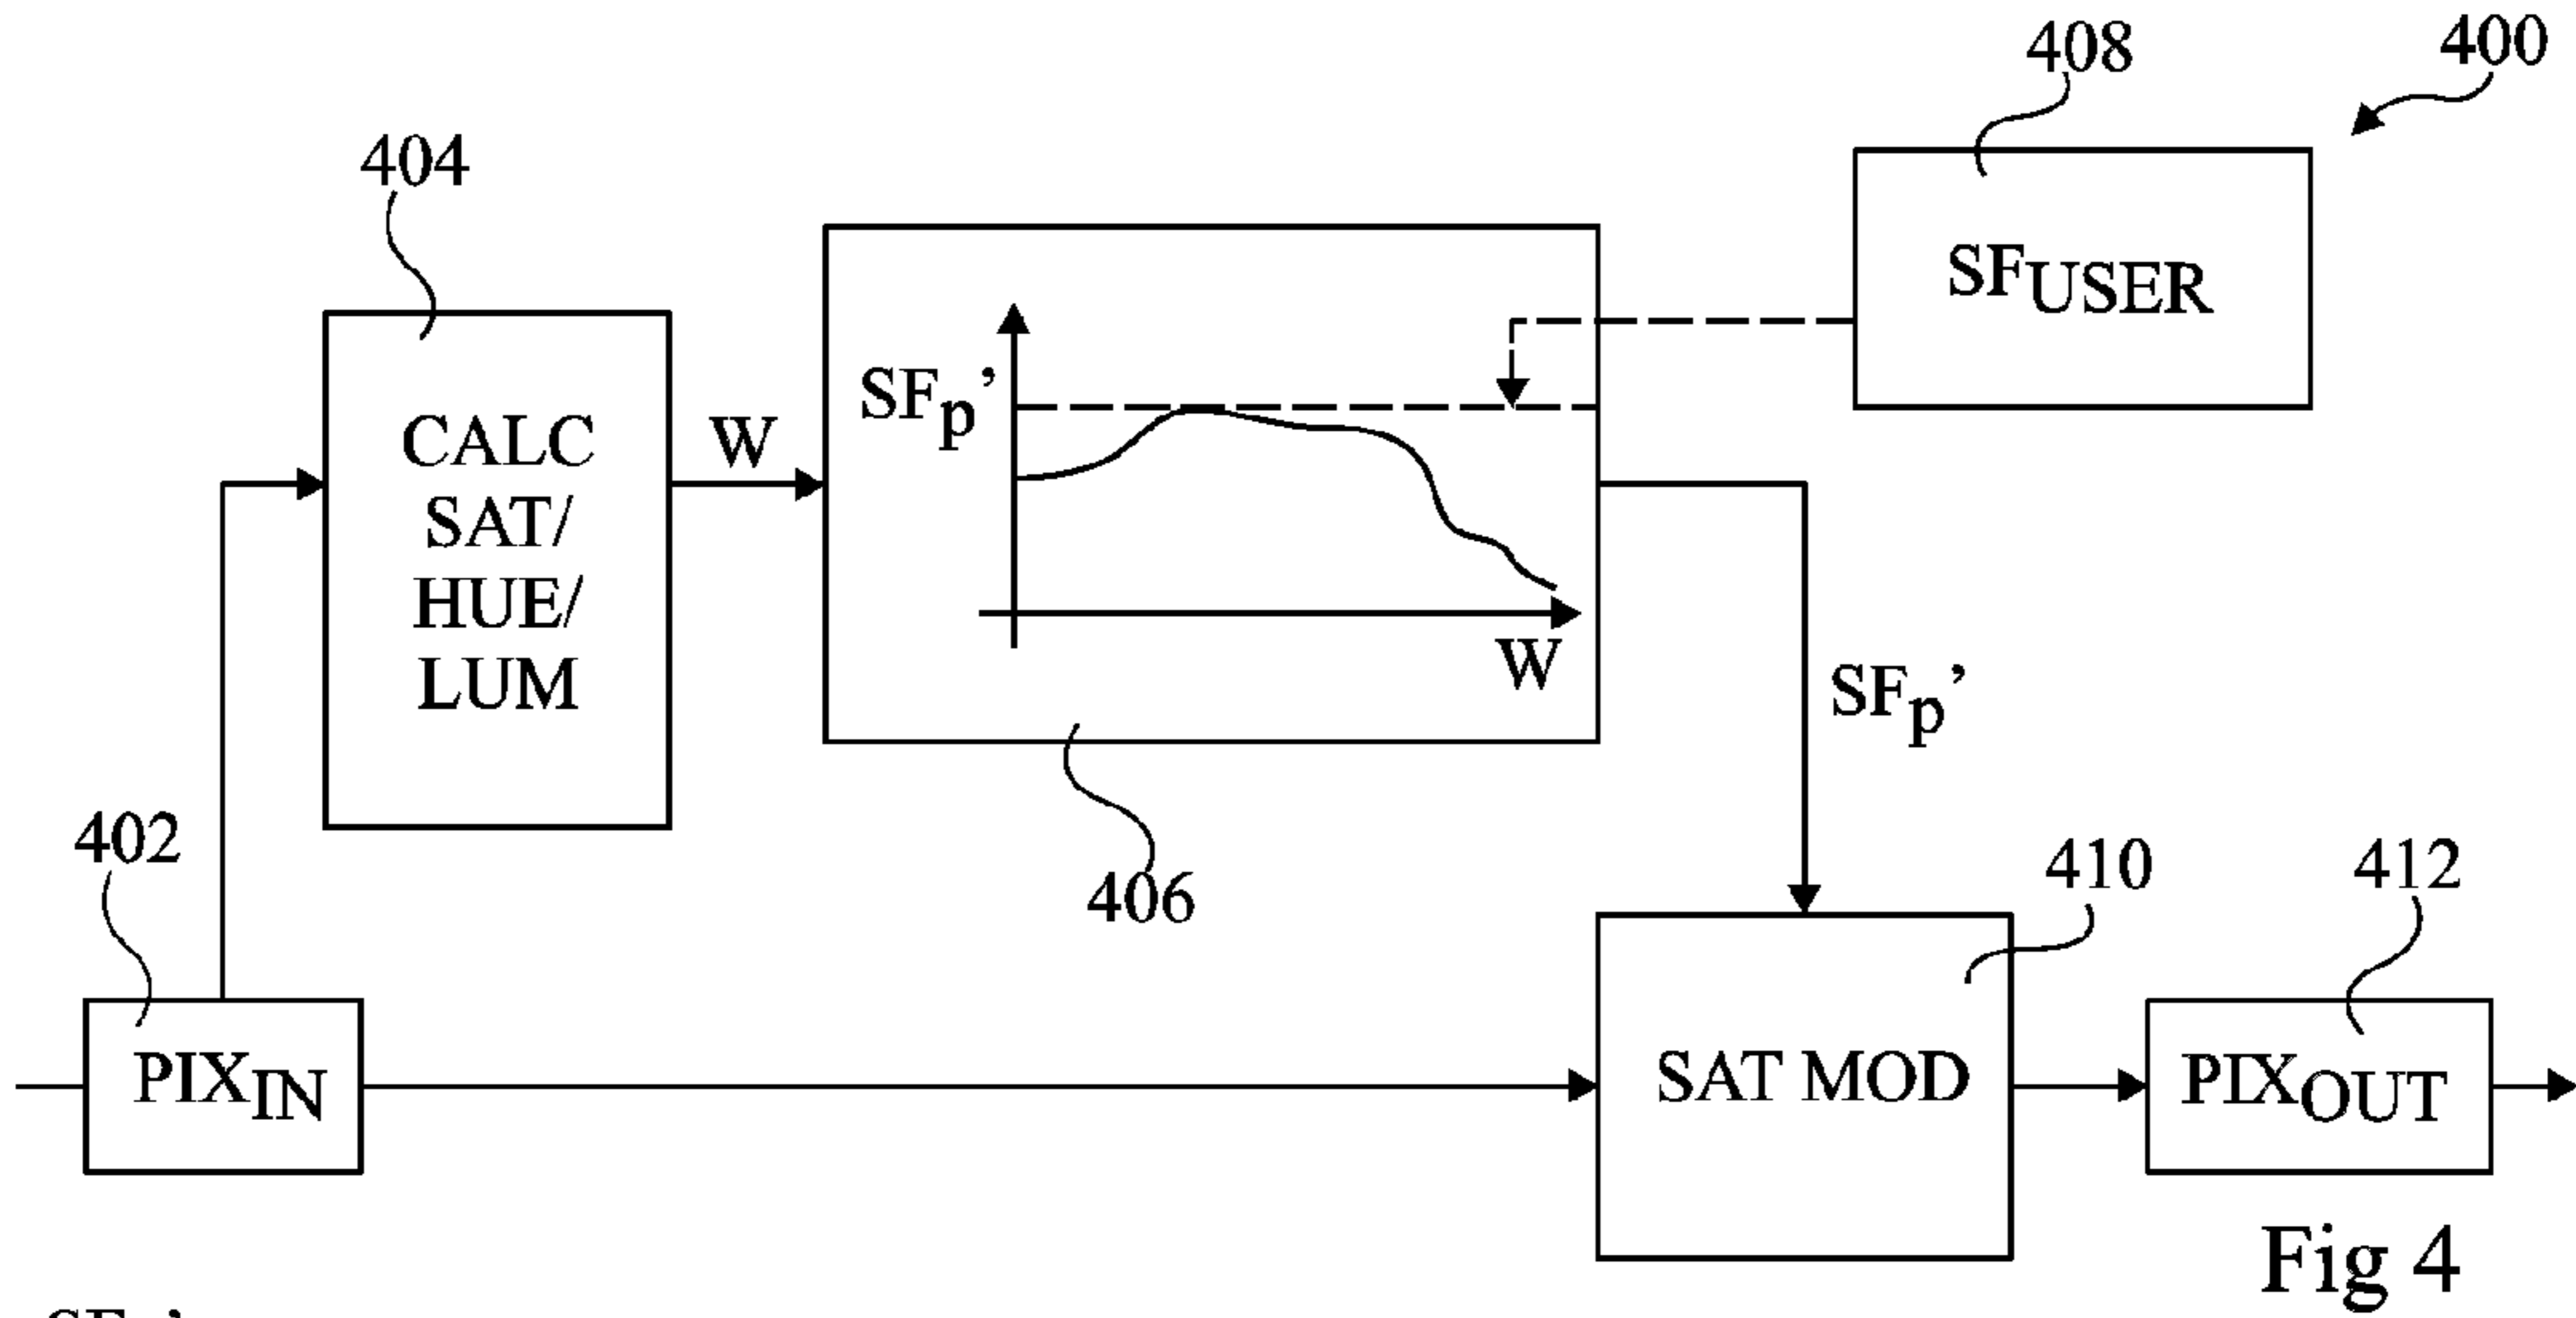 408
400
404
SFUSER
SFp'
CALC
SAT/
HUE/
LUM
W
W
SFp'
402
406
410
412
PIXIN
SAT MOD
PIXOUT
Fig 4